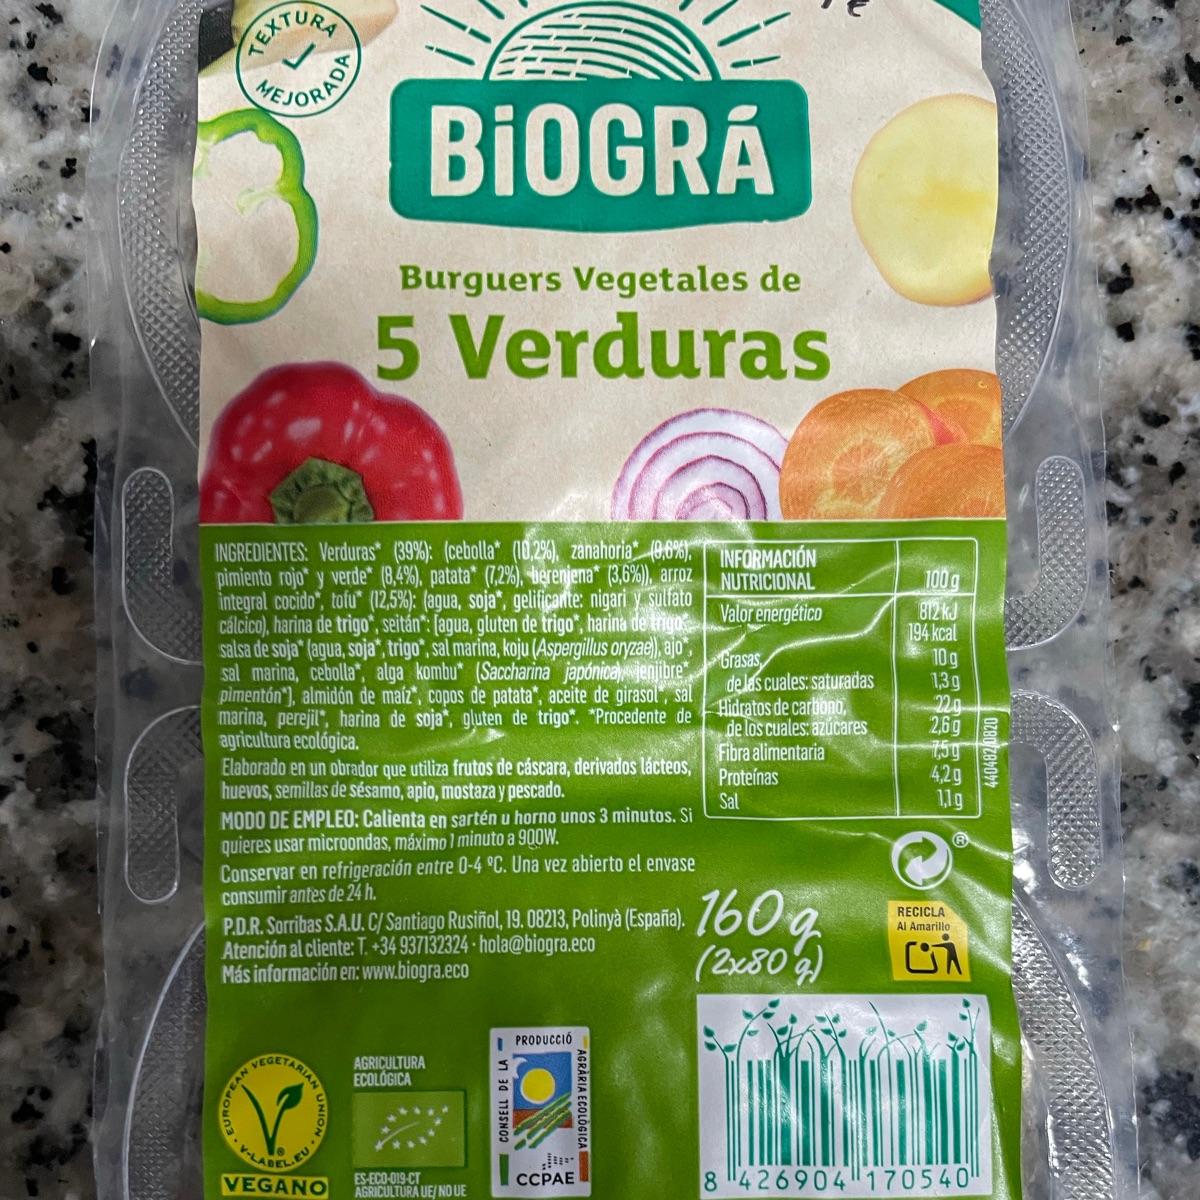 TEXTURA
MEJORADA
BiOGRÁ
Burguers Vegetales de
5 Verduras
INGREDIENTES: Verduras* (39%): (cebolla* (10,2%), zanahoria* (9,6%),
pimiento rojo* y verde* (8,4%), patata* (7,2%), berenjena* (3,6%)), arroz
integral cocido*, tofu* (12,5%): (agua, soja*, gelificante: nigari y sulfato
cálcico), harina de trigo*, seitán*: [agua, gluten de trigo*, harina de trigo*,
salsa de soja* (agua, soja*, trigo*, sal marina, koju (Aspergillus oryzae)), ajo*,
sal marina, cebolla*, alga kombu* (Saccharina japónica), jenjibre*
pimentón*], almidón de maíz*, copos de patata*, aceite de girasol*, sal
marina, perejil*, harina de soja*, gluten de trigo*. *Procedente de
agricultura ecológica.
Elaborado en un obrador que utiliza frutos de cáscara, derivados lácteos,
huevos, semillas de sésamo, apio, mostaza y pescado.
MODO DE EMPLEO: Calienta en sartén u horno unos 3 minutos. Si
quieres usar microondas, máximo 1 minuto a 900W.
Conservar en refrigeración entre 0-4 ºC. Una vez abierto el envase
consumir antes de 24 h.
P.D.R. Sorribas S.A.U. C/ Santiago Rusiñol, 19. 08213, Polinyà (España).
Atención al cliente: T. +34 937132324 · hola@biogra.eco
Más información en: www.biogra.eco
INFORMACIÓN
NUTRICIONAL 100 g
Valor energético 812 kJ
194 kcal
Grasas, 10 g
de las cuales: saturadas 1,3 g
Hidratos de carbono, 22 g
de los cuales: azúcares 2,6 g
Fibra alimentaria 7,5 g
Proteínas 4,2 g
Sal 1,1 g
440482/0820
®
160 g
(2x80 g)
RECICLA
Al Amarillo
EUROPEAN VEGETARIAN UNION
V-LABEL.EU
®
VEGANO
AGRICULTURA
ECOLÓGICA
ES-ECO-019-CT
AGRICULTURA UE/NO UE
CONSELL DE LA
PRODUCCIÓ
AGRÀRIA ECOLÒGICA
CCPAE
8 426904 170540